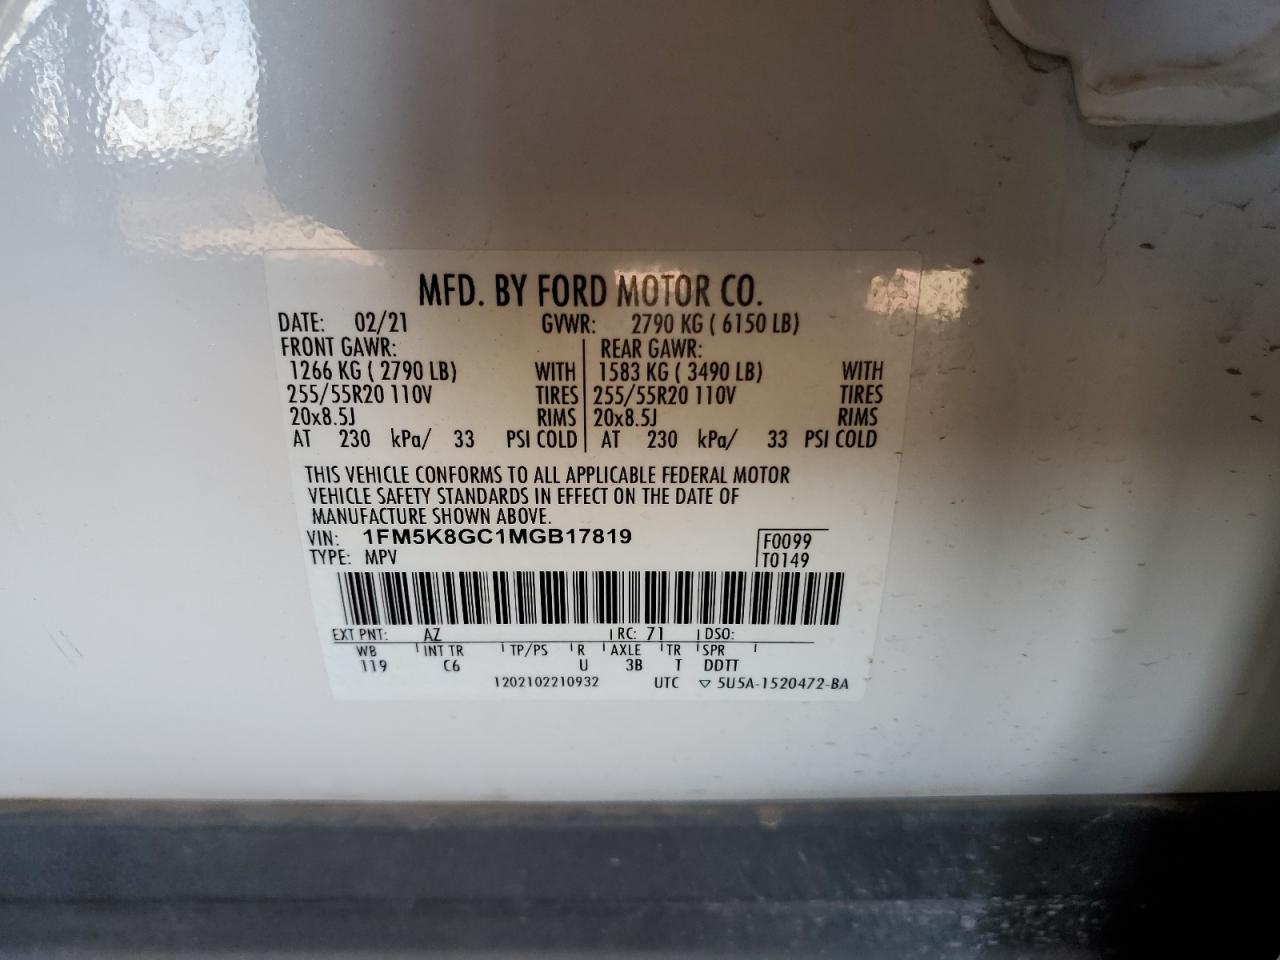 MFD. BY FORD MOTOR CO.
DATE: 02/21 GVWR: 2790 KG ( 6150 LB)
FRONT GAWR: REAR GAWR:
1266 KG ( 2790 LB) WITH 1583 KG ( 3490 LB) WITH
255/55R20 110V TIRES 255/55R20 110V TIRES
20x8.5J RIMS 20x8.5J RIMS
AT 230 kPa/ 33 PSI COLD AT 230 kPa/ 33 PSI COLD
THIS VEHICLE CONFORMS TO ALL APPLICABLE FEDERAL MOTOR
VEHICLE SAFETY STANDARDS IN EFFECT ON THE DATE OF
MANUFACTURE SHOWN ABOVE.
VIN: 1FM5K8GC1MGB17819 F0099
TYPE: MPV T0149
EXT PNT: AZ RC: 71 DSO:
WB INT TR TP/PS R AXLE TR SPR
119 C6 U 3B T DDTT
1202102210932 UTC ▽ 5U5A-1520472-BA